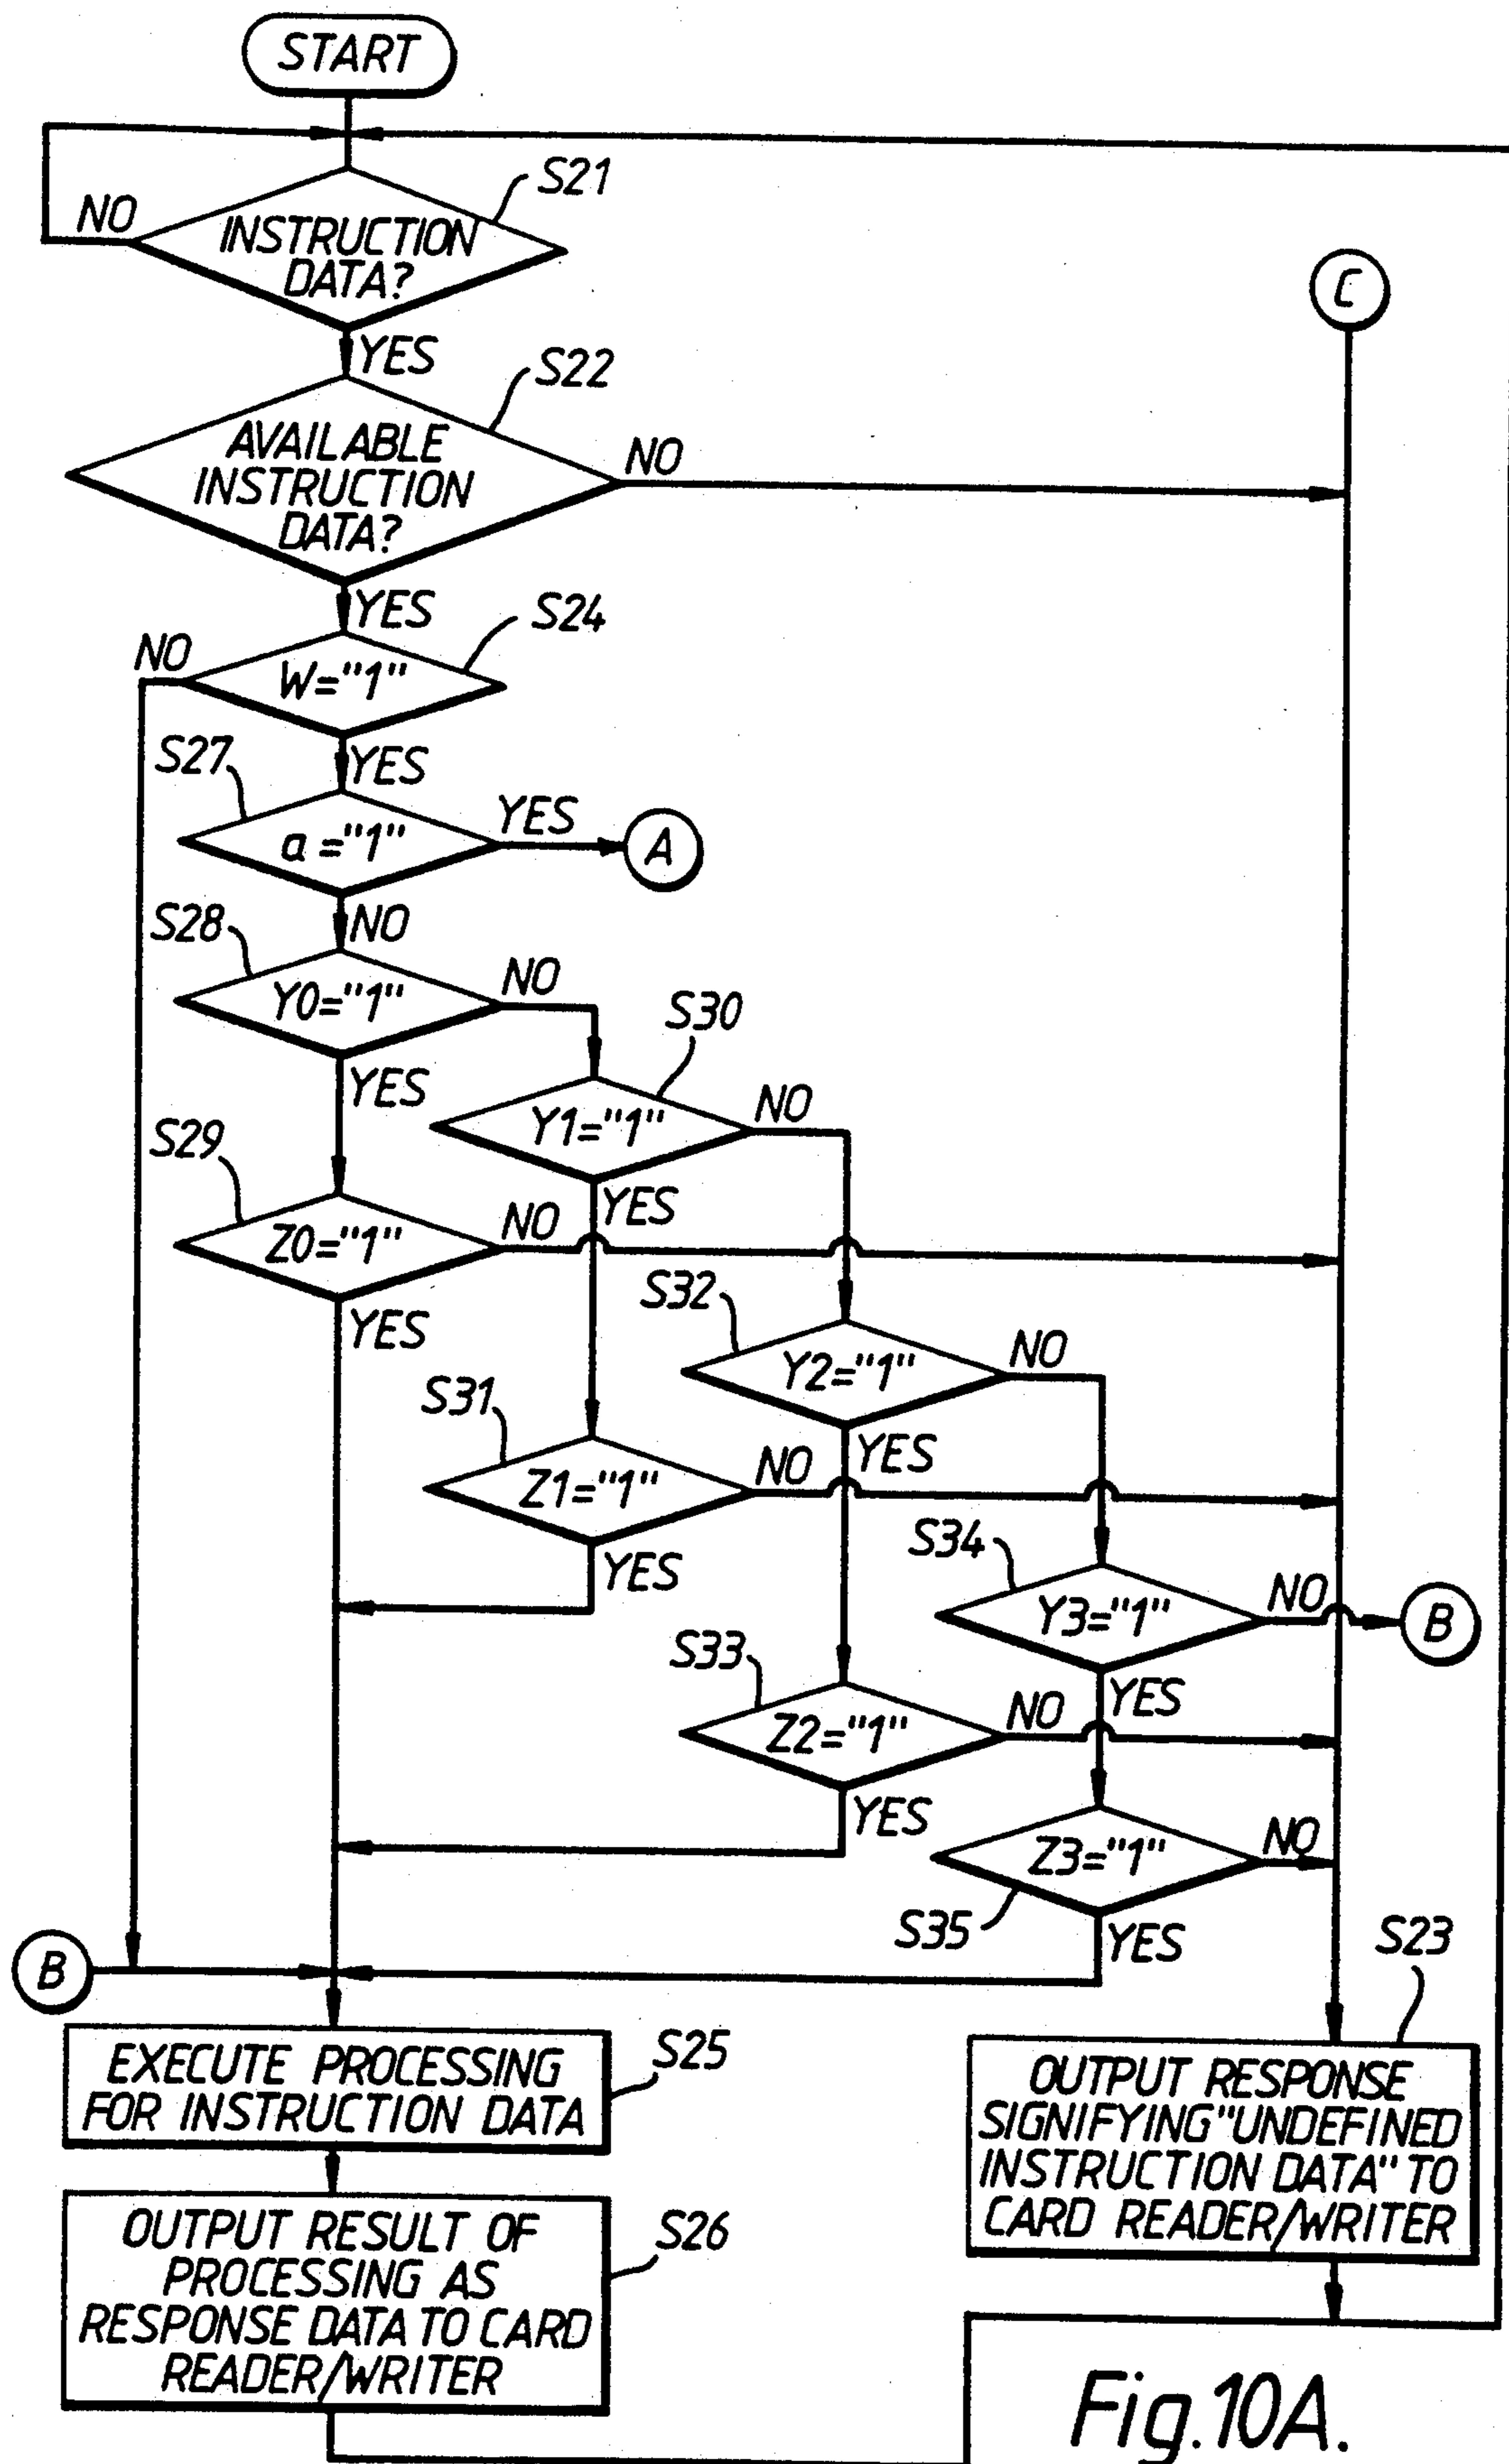 START
S21
NO
INSTRUCTION
DATA?
C
YES
S22
AVAILABLE
INSTRUCTION
DATA?
NO
YES
S24
NO
W="1"
S27
YES
a="1"
YES
A
S28
NO
Y0="1"
NO
S30
YES
Y1="1"
NO
S29
YES
Z0="1"
NO
S32
YES
Y2="1"
NO
S31
YES
Z1="1"
NO
S34
YES
Y3="1"
NO
B
S33
YES
Z2="1"
NO
YES
Z3="1"
NO
S35
YES
S23
B
EXECUTE PROCESSING
FOR INSTRUCTION DATA
S25
OUTPUT RESPONSE
SIGNIFYING "UNDEFINED
INSTRUCTION DATA" TO
CARD READER/WRITER
OUTPUT RESULT OF
PROCESSING AS
RESPONSE DATA TO CARD
READER/WRITER
S26
Fig.10A.